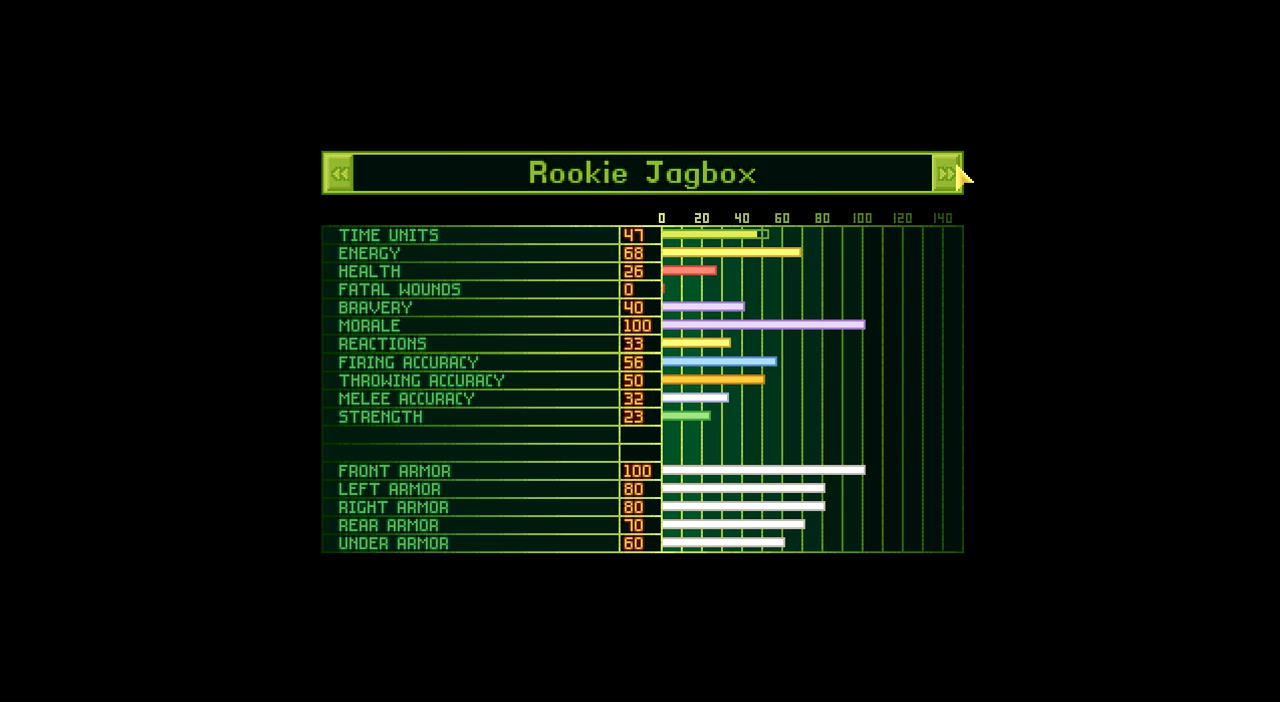 Rookie Jagbox
0 20 40 60 80 100 120 140
TIME UNITS 47
ENERGY 68
HEALTH 26
FATAL WOUNDS 0
BRAVERY 40
MORALE 100
REACTIONS 33
FIRING ACCURACY 56
THROWING ACCURACY 50
MELEE ACCURACY 32
STRENGTH 23
FRONT ARMOR 100
LEFT ARMOR 80
RIGHT ARMOR 80
REAR ARMOR 70
UNDER ARMOR 60